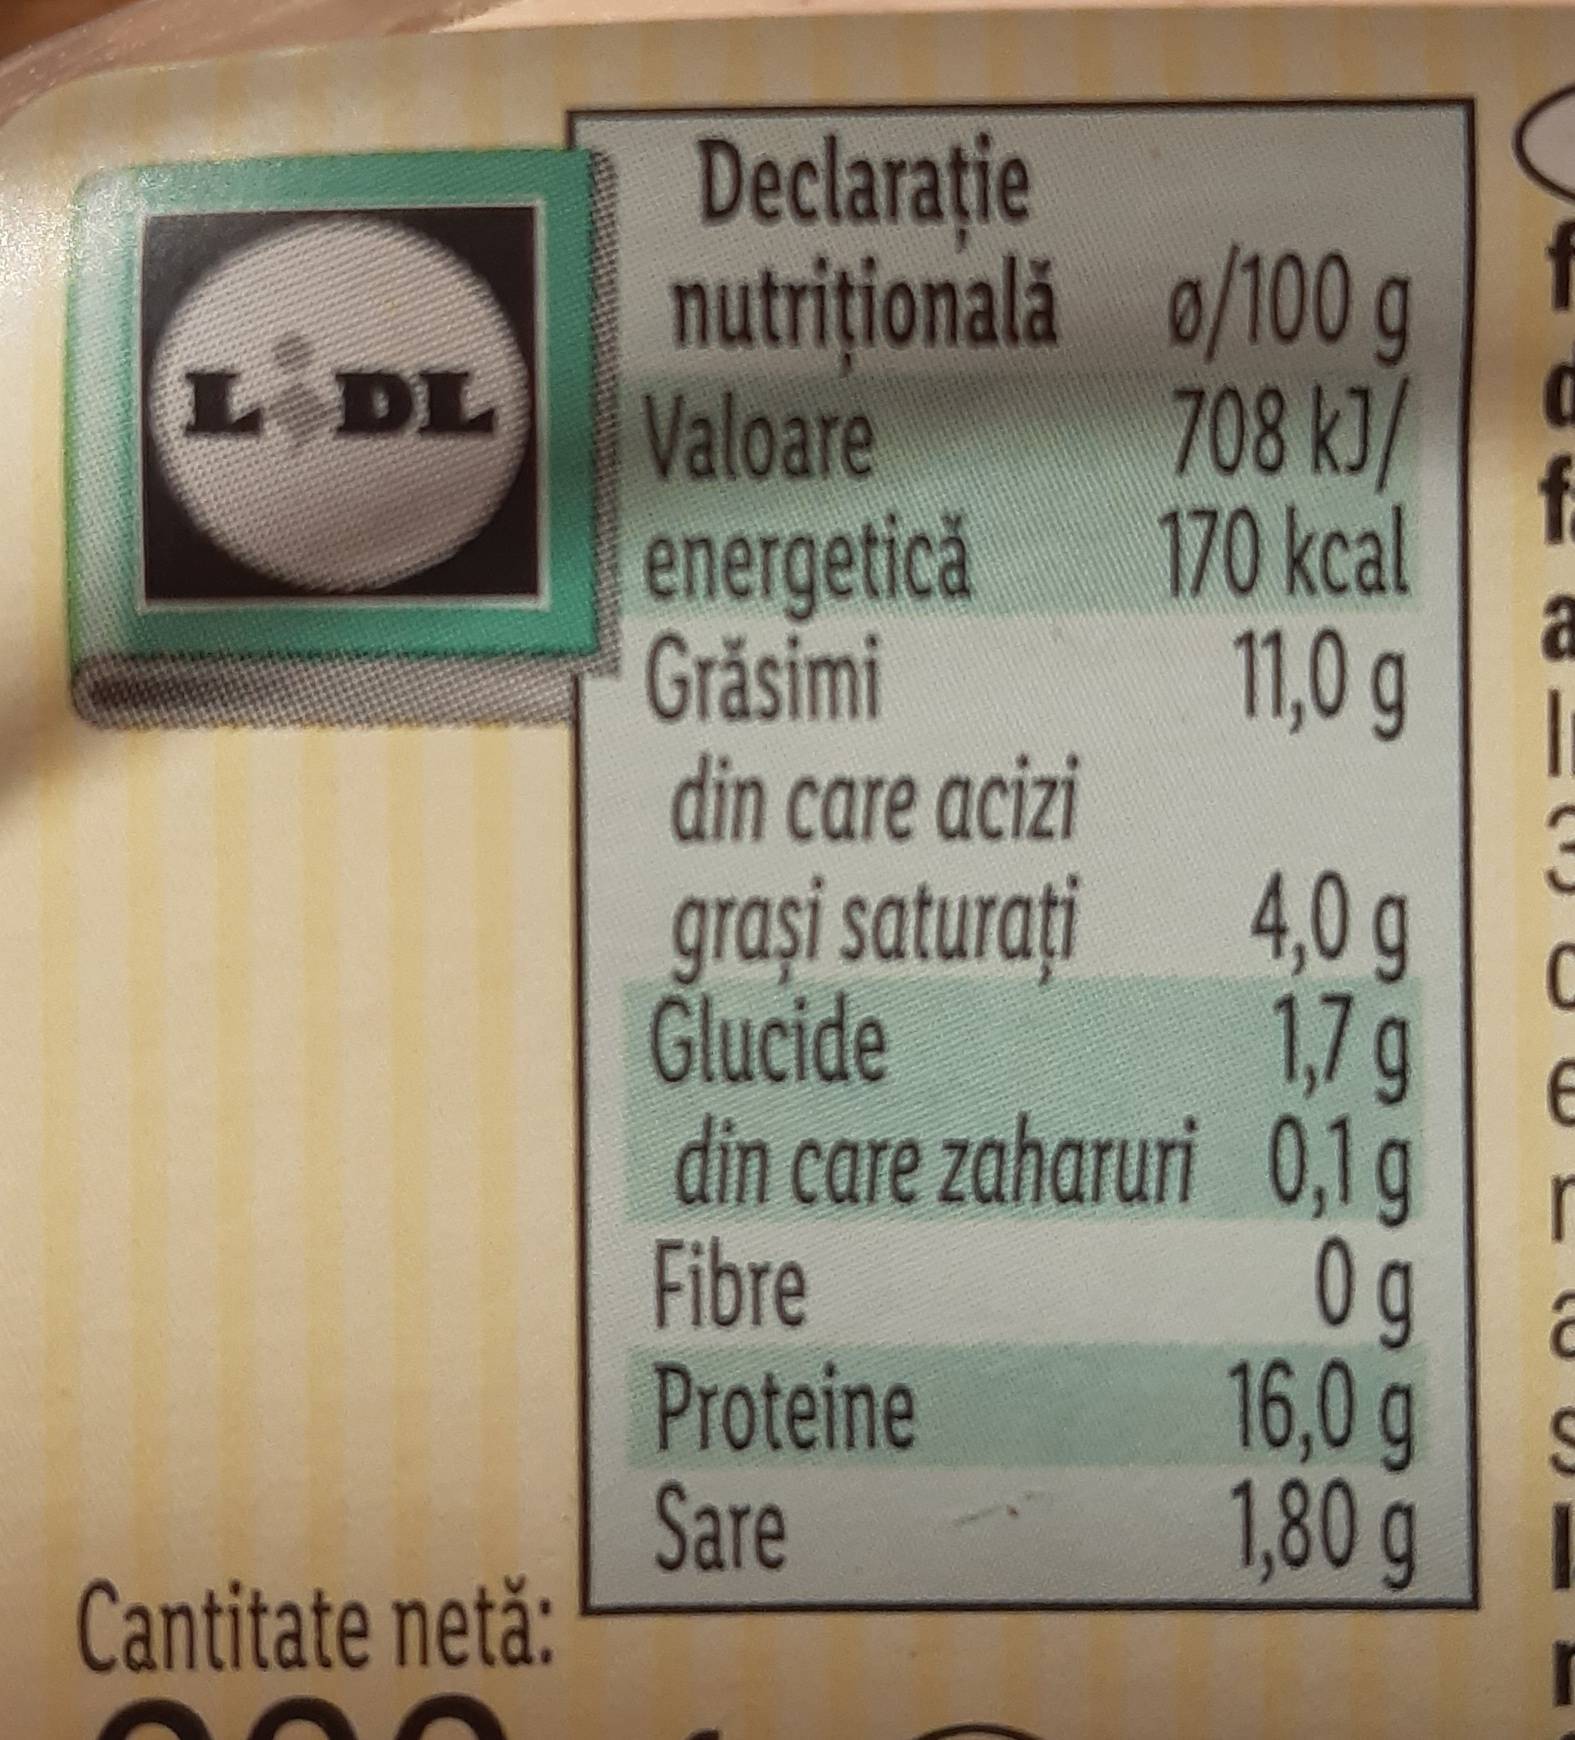 LIDL
Declarație
nutrițională ø/100 g
Valoare 708 kJ/
energetică 170 kcal
Grăsimi 11,0 g
din care acizi
grași saturați 4,0 g
Glucide 1,7 g
din care zaharuri 0,1 g
Fibre 0 g
Proteine 16,0 g
Sare 1,80 g
Cantitate netă: